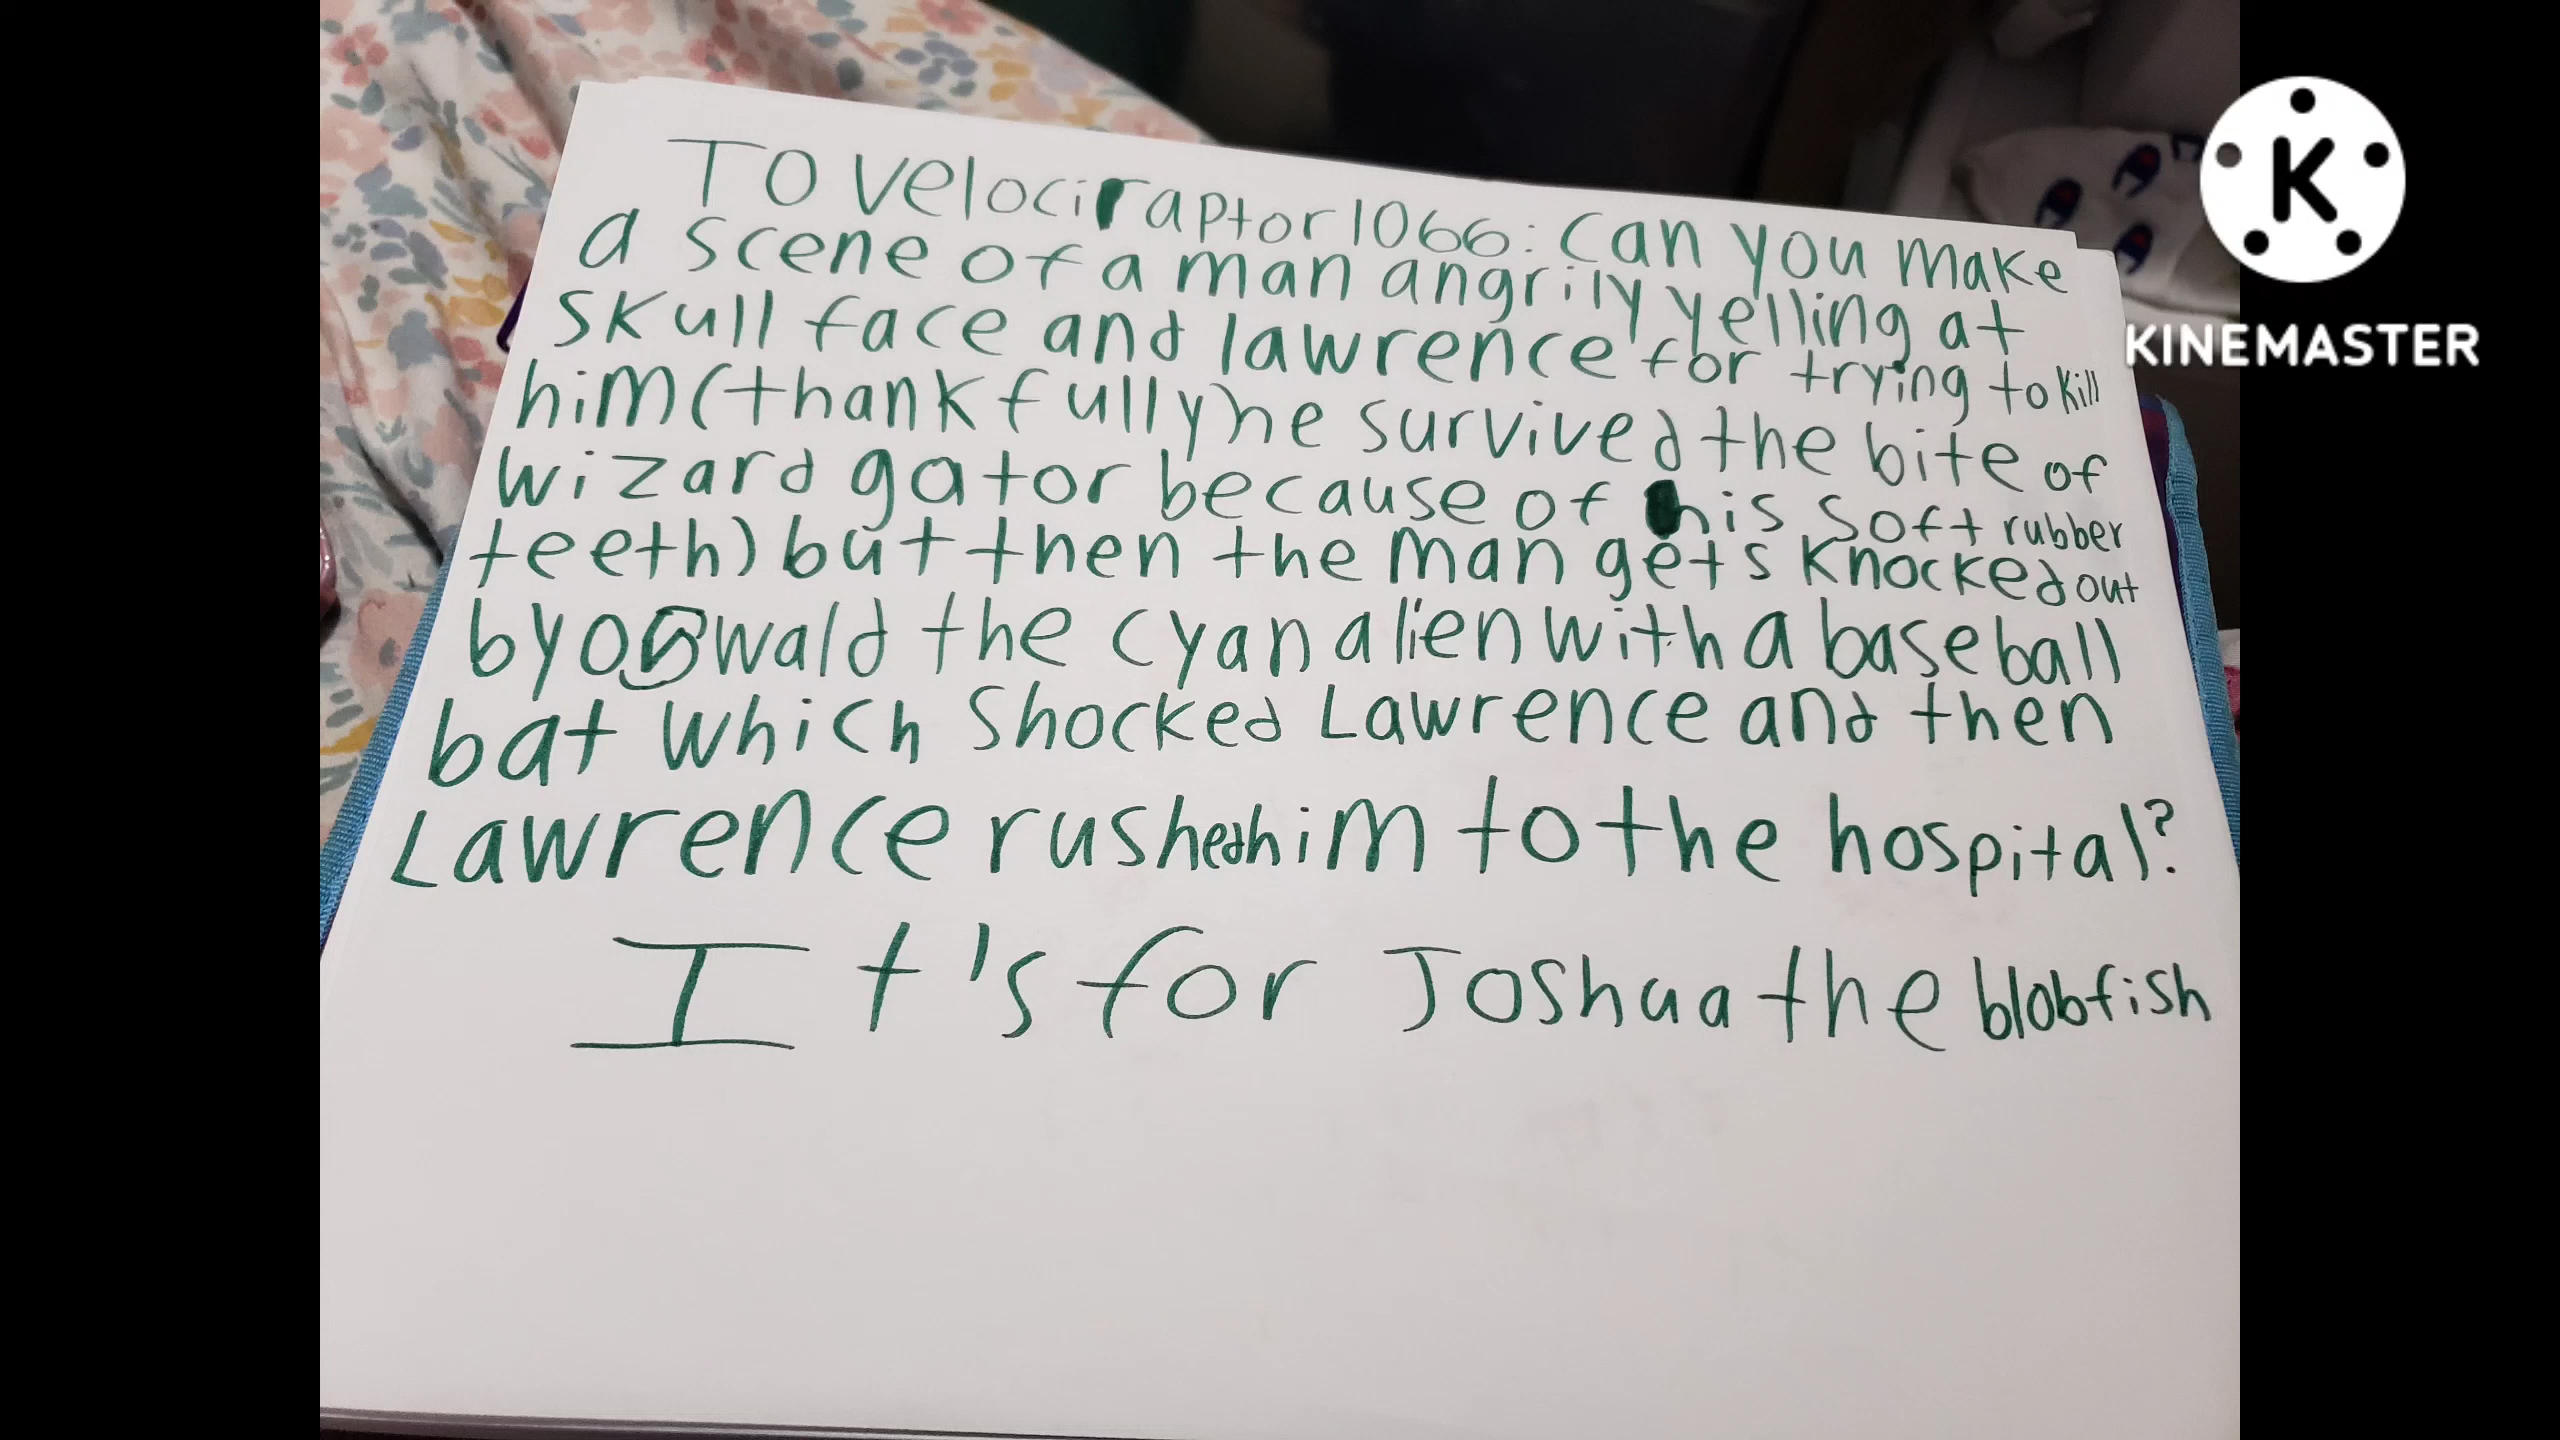 To Velociraptor1066: Can you make
a scene of a man angrily yelling at
skull face and lawrence for trying to kill
him (thankfully) he survived the bite of
wizard gator because of his soft rubber
teeth) but then the man gets knocked out
by oswald the cyan alien with a baseball
bat which shocked Lawrence and then
Lawrence rushed him to the hospital?
It's for Joshua the blobfish
K
KINEMASTER